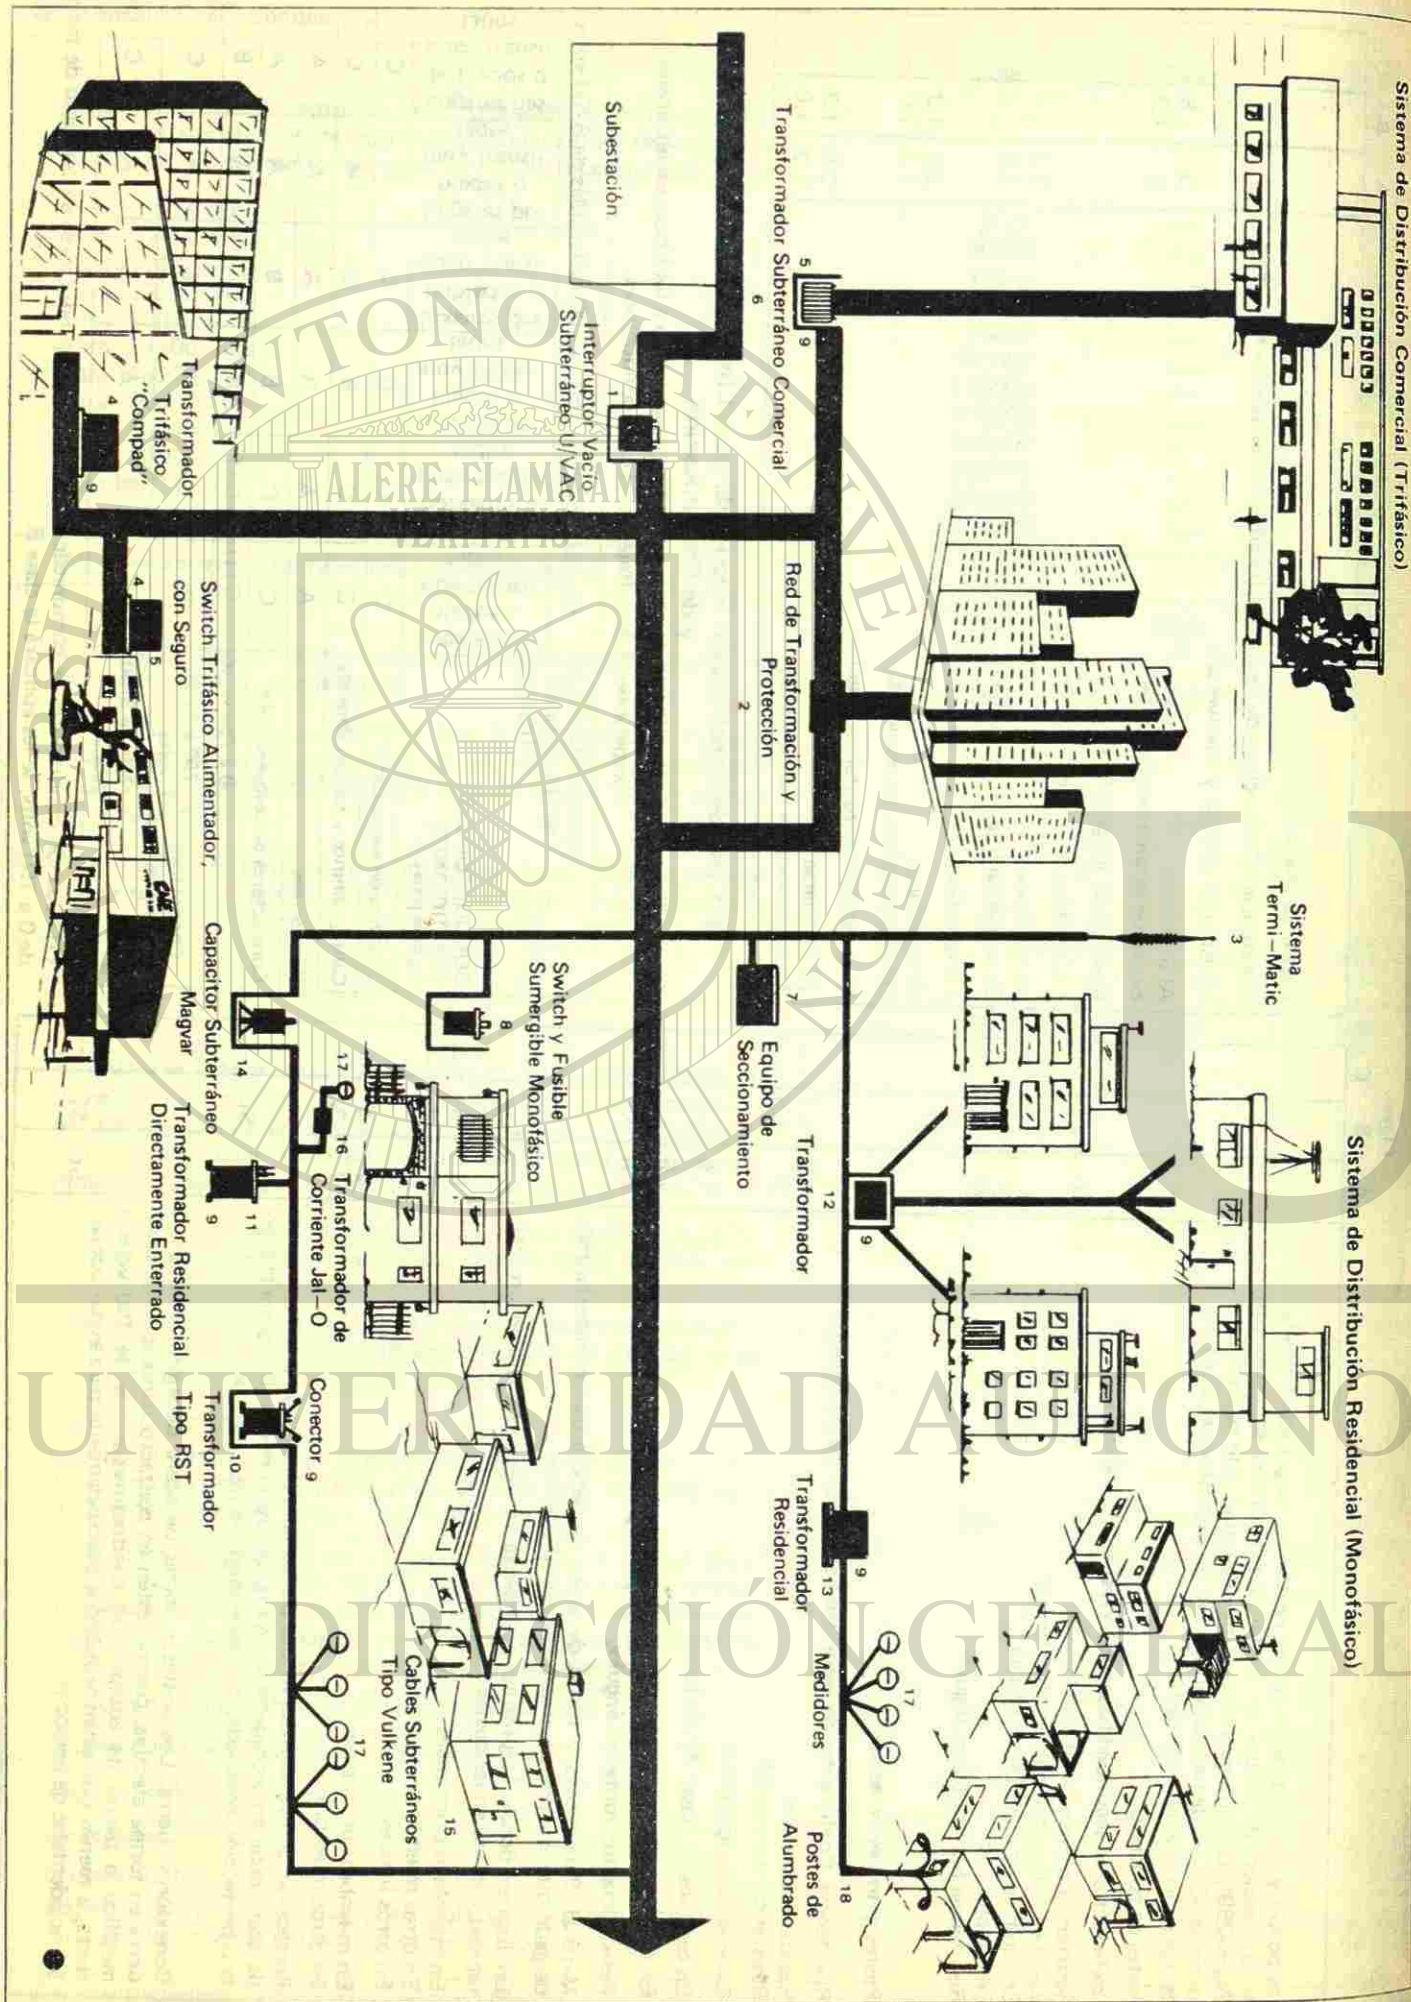 Sistema de Distribución Comercial (Trifásico)
Sistema de Distribución Residencial (Monofásico)
Sistema
Termi—Matic
3
Transformador Subterráneo Comercial
5
6
9
Subestación
Interruptor Vacio
Subterráneo U/VAC
1
Red de Transformación y
Protección
2
Transformador
Trifásico
"Compad"
4
9
Switch Trifásico Alimentador,
con Seguro
4
5
CINE
Equipo de
Seccionamiento
7
Transformador
12
9
Transformador
Residencial
9
13
Medidores
17
Postes de
Alumbrado
18
Switch y Fusible
Sumergible Monofásico
8
Capacitor Subterráneo
Magvar
14
17
16
Transformador de
Corriente Jal—O
Transformador Residencial
Directamente Enterrado
11
9
Conector 9
Transformador
Tipo RST
10
Cables Subterráneos
Tipo Vulkene
15
17
ALERE FLAMMAM
VERITATIS
UNIVERSIDAD AUTÓNO
DIRECCIÓN GENERAL
U